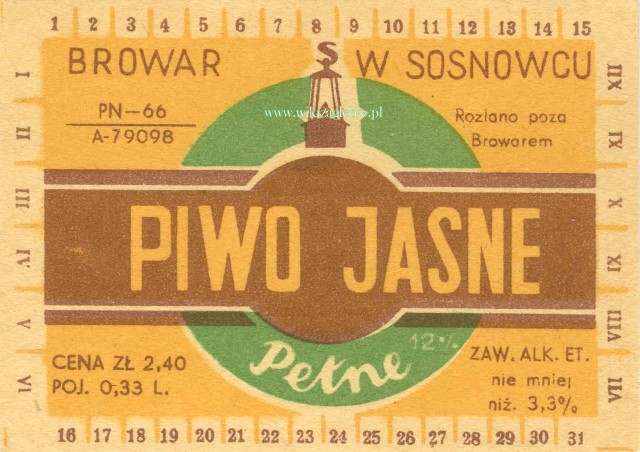 1 2 3 4 5 6 7 8 9 10 11 12 13 14 15
BROWAR S W SOSNOWCU
PN-66
A-79098
Rozlano poza
Browarem
PIWO JASNE
Pełne 12%
CENA ZŁ 2,40
POJ. 0,33 L.
ZAW. ALK. ET.
nie mniej
niż. 3,3%
I
II
III
IV
V
VI
XII
X
XI
VIII
VII
16 17 18 19 20 21 22 23 24 25 26 27 28 29 30 31